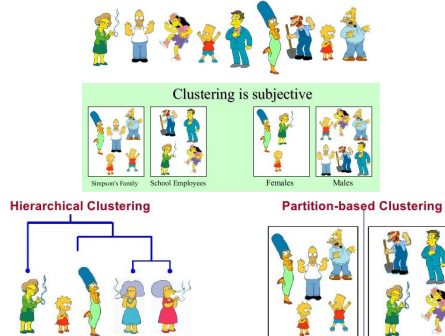 Clustering is subjective
Simpson's Family
School Employees
Females
Males
Hierarchical Clustering
Partition-based Clustering